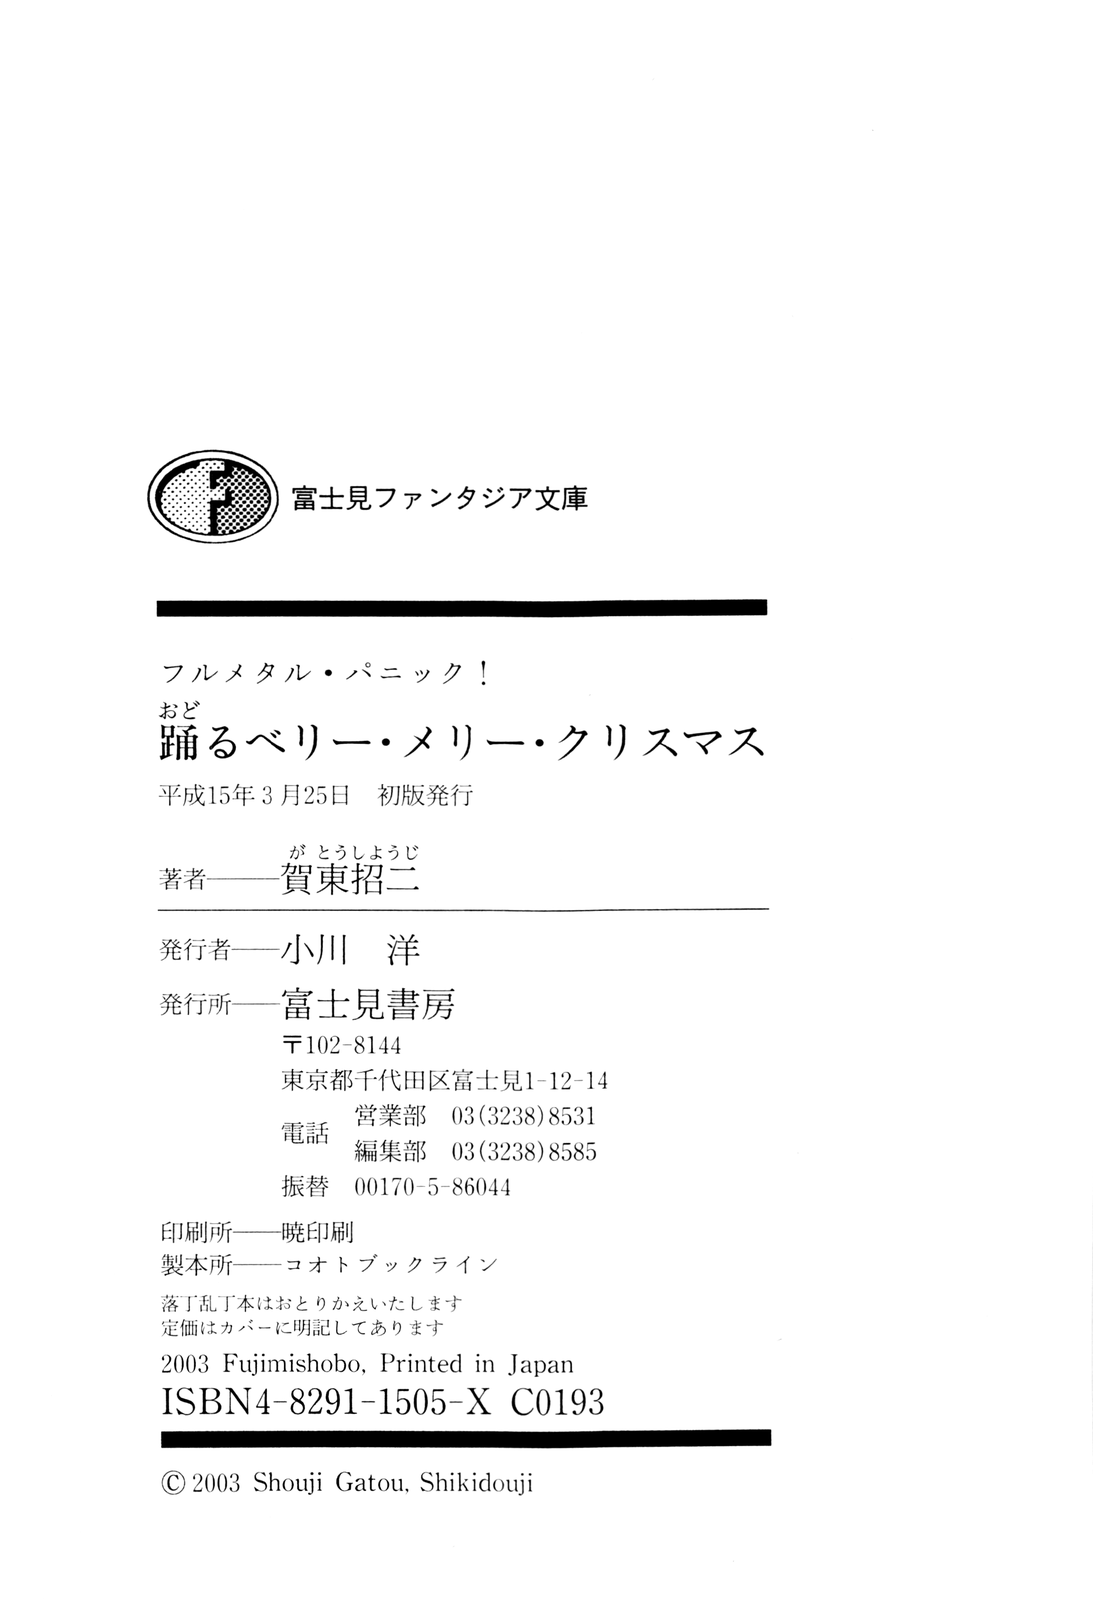 富士見ファンタジア文庫
フルメタル・パニック!
おど
踊るベリー・メリー・クリスマス
平成15年3月25日 初版発行
がとうしようじ
著者――賀東招二
発行者――小川 洋
発行所――富士見書房
〒102-8144
東京都千代田区富士見1-12-14
電話 営業部 03(3238)8531
編集部 03(3238)8585
振替 00170-5-86044
印刷所――暁印刷
製本所――コオトブックライン
落丁乱丁本はおとりかえいたします
定価はカバーに明記してあります
2003 Fujimishobo, Printed in Japan
ISBN4-8291-1505-X C0193
©2003 Shouji Gatou, Shikidouji